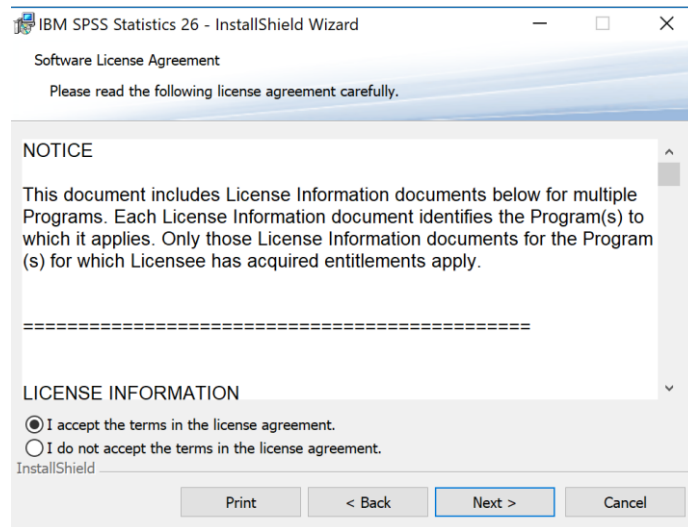 IBM SPSS Statistics 26 - InstallShield Wizard
Software License Agreement
Please read the following license agreement carefully.
NOTICE
This document includes License Information documents below for multiple
Programs. Each License Information document identifies the Program(s) to
which it applies. Only those License Information documents for the Program
(s) for which Licensee has acquired entitlements apply.
==============================================
LICENSE INFORMATION
I accept the terms in the license agreement.
I do not accept the terms in the license agreement.
InstallShield
Print < Back Next > Cancel